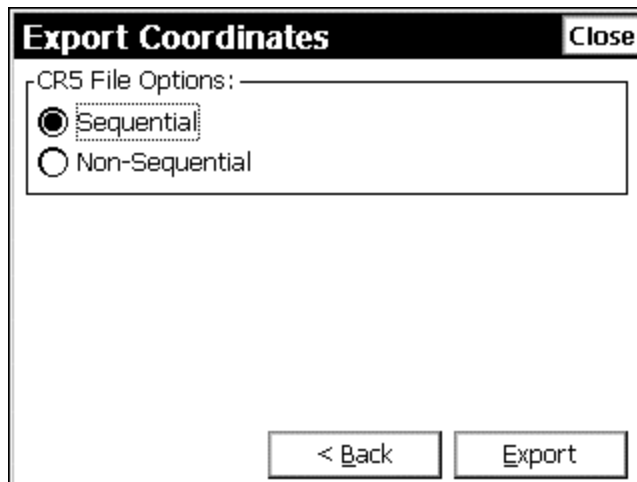 Export Coordinates Close
CR5 File Options:
Sequential
Non-Sequential
< Back Export